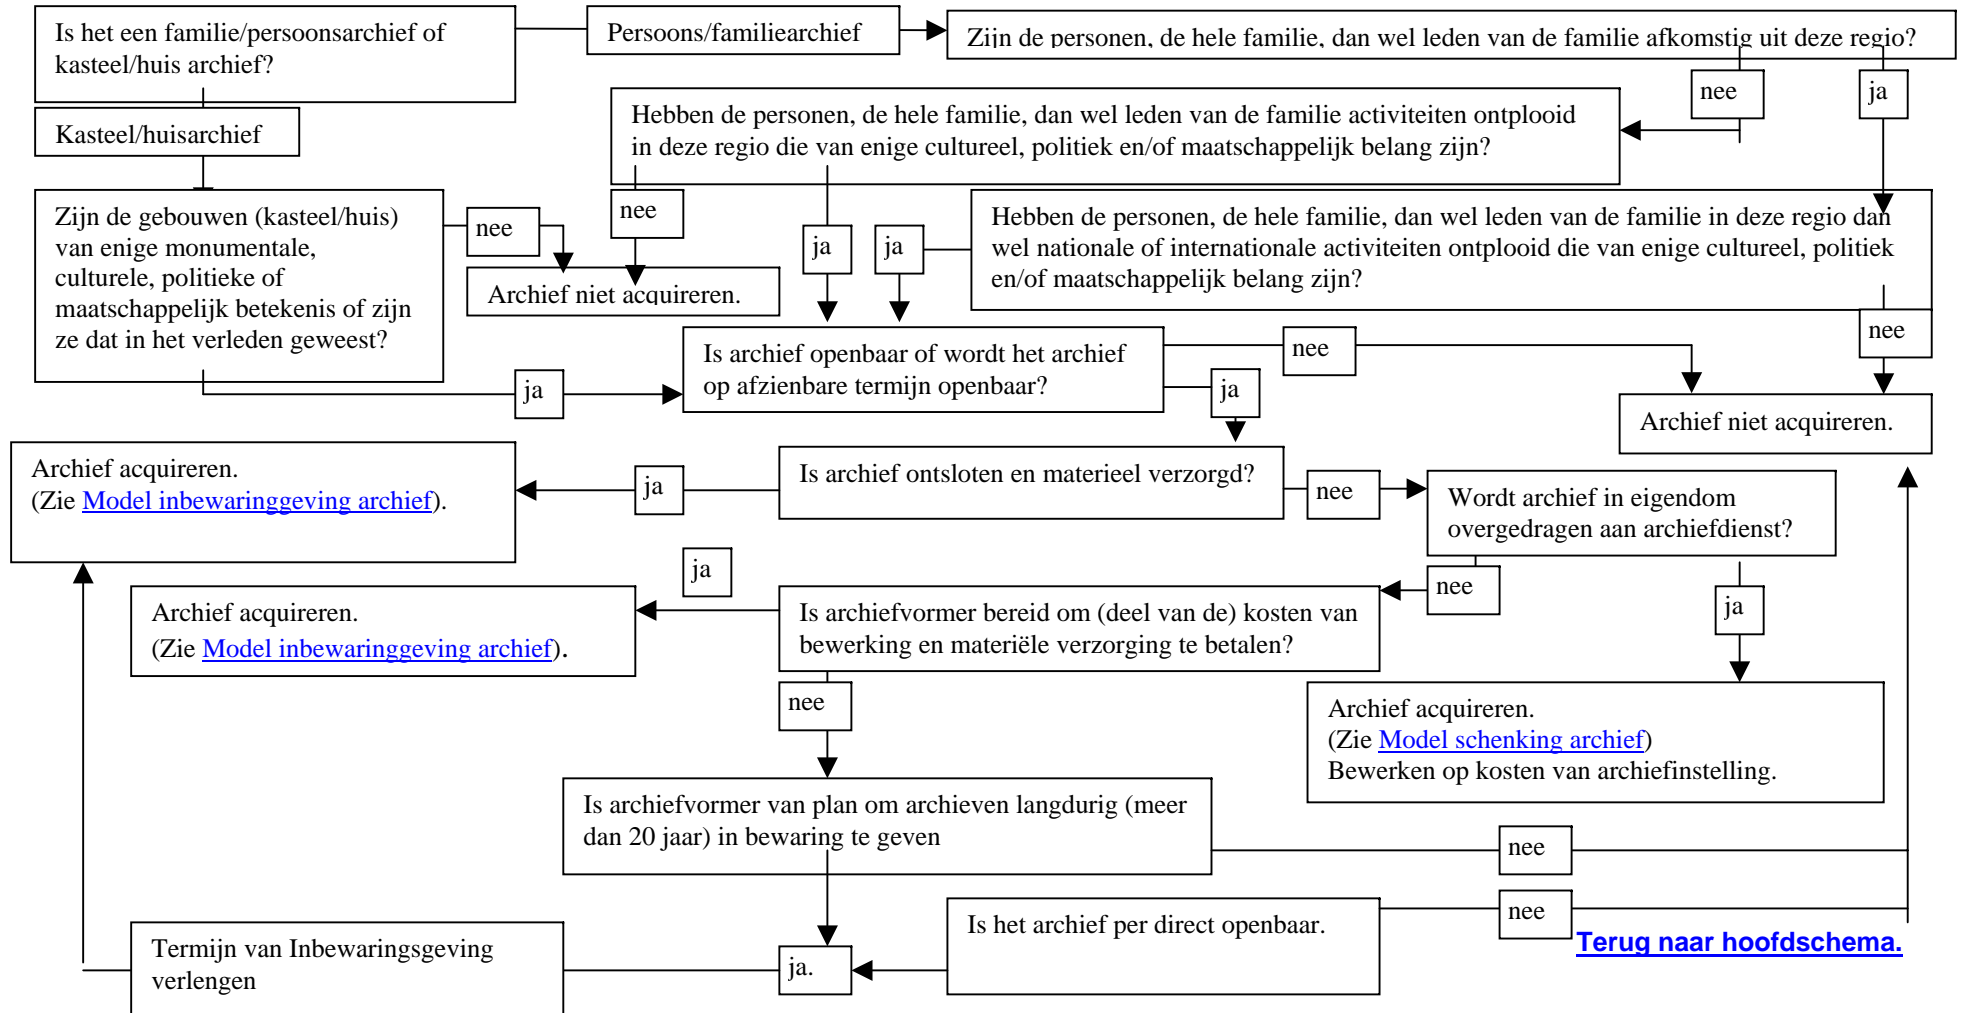 Is het een familie/persoonsarchief of
kasteel/huis archief?
Persoons/familiearchief
Zijn de personen, de hele familie, dan wel leden van de familie afkomstig uit deze regio?
nee
ja
Kasteel/huisarchief
Hebben de personen, de hele familie, dan wel leden van de familie activiteiten ontplooid
in deze regio die van enige cultureel, politiek en/of maatschappelijk belang zijn?
Zijn de gebouwen (kasteel/huis)
van enige monumentale,
culturele, politieke of
maatschappelijk betekenis of zijn
ze dat in het verleden geweest?
nee
nee
ja
ja
Hebben de personen, de hele familie, dan wel leden van de familie in deze regio dan
wel nationale of internationale activiteiten ontplooid die van enige cultureel, politiek
en/of maatschappelijk belang zijn?
Archief niet acquireren.
nee
Is archief openbaar of wordt het archief
op afzienbare termijn openbaar?
nee
ja
ja
Archief niet acquireren.
Archief acquireren.
(Zie Model inbewaringgeving archief).
ja
Is archief ontsloten en materieel verzorgd?
nee
Wordt archief in eigendom
overgedragen aan archiefdienst?
ja
nee
ja
Archief acquireren.
(Zie Model inbewaringgeving archief).
Is archiefvormer bereid om (deel van de) kosten van
bewerking en materiële verzorging te betalen?
nee
Archief acquireren.
(Zie Model schenking archief)
Bewerken op kosten van archiefinstelling.
Is archiefvormer van plan om archieven langdurig (meer
dan 20 jaar) in bewaring te geven
nee
Is het archief per direct openbaar.
nee
Terug naar hoofdschema.
Termijn van Inbewaringsgeving
verlengen
ja.